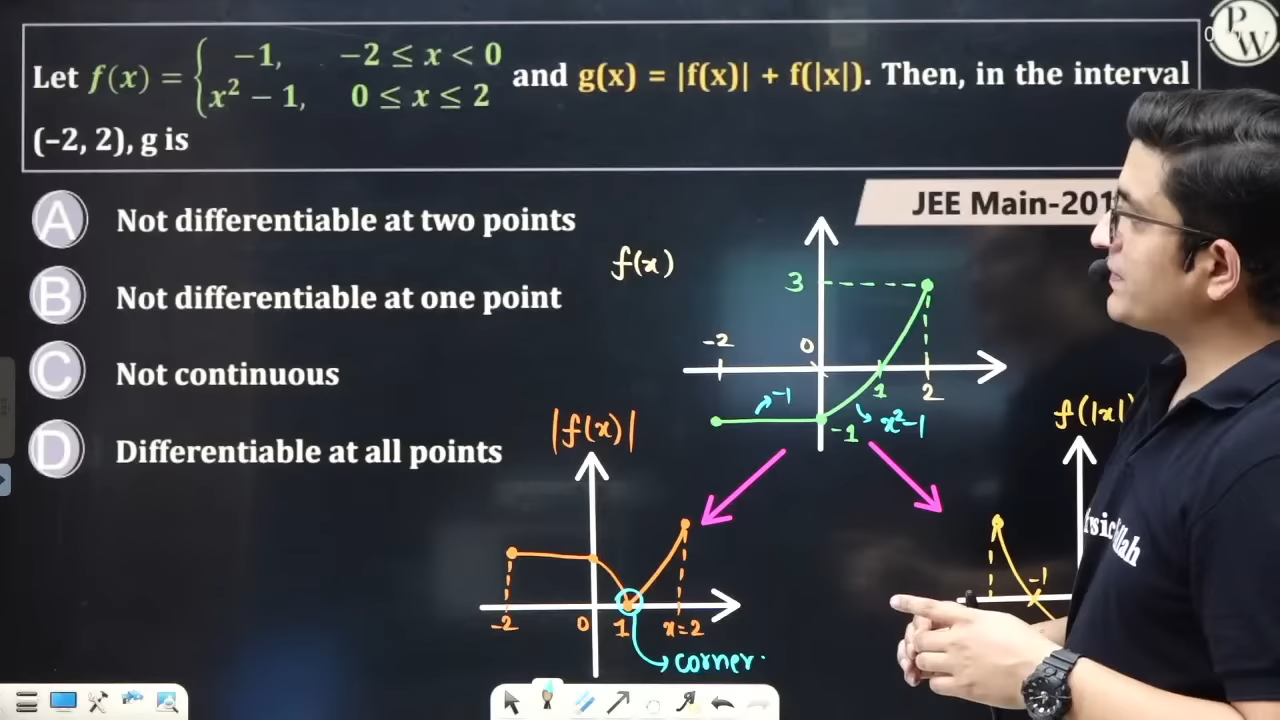 Let f(x) = { −1, −2 ≤ x < 0
x² − 1, 0 ≤ x ≤ 2
and g(x) = |f(x)| + f(|x|). Then, in the interval
(−2, 2), g is
PW
A Not differentiable at two points
B Not differentiable at one point
C Not continuous
D Differentiable at all points
JEE Main-201
f(x)
3
-2
0
1
2
-1
-1
x²-1
|f(x)|
-2
0
1
x=2
corner.
f(|x|)
-1